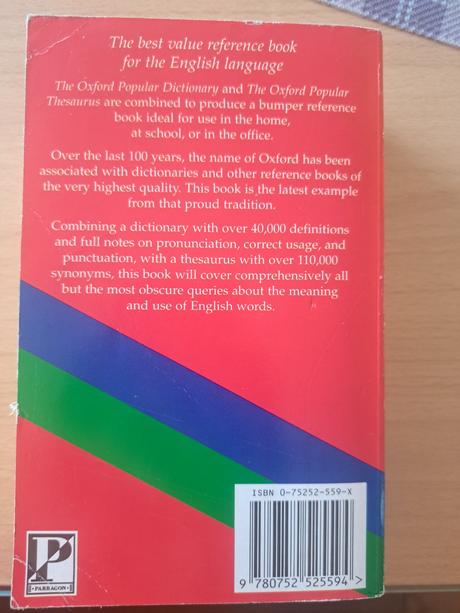 The best value reference book
for the English language
The Oxford Popular Dictionary and The Oxford Popular
Thesaurus are combined to produce a bumper reference
book ideal for use in the home,
at school, or in the office.
Over the last 100 years, the name of Oxford has been
associated with dictionaries and other reference books of
the very highest quality. This book is the latest example
from that proud tradition.
Combining a dictionary with over 40,000 definitions
and full notes on pronunciation, correct usage, and
punctuation, with a thesaurus with over 110,000
synonyms, this book will cover comprehensively all
but the most obscure queries about the meaning
and use of English words.
ISBN 0-75252-559-X
9 780752 525594 >
P
PARRAGON